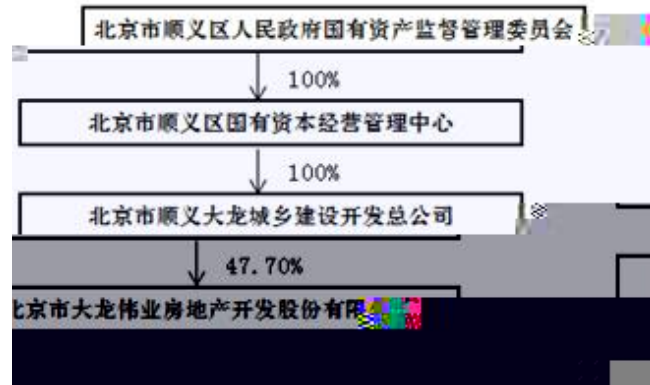 北京市顺义区人民政府国有资产监督管理委员会
100%
北京市顺义区国有资本经营管理中心
100%
北京市顺义大龙城乡建设开发总公司
47.70%
北京市大龙伟业房地产开发股份有限